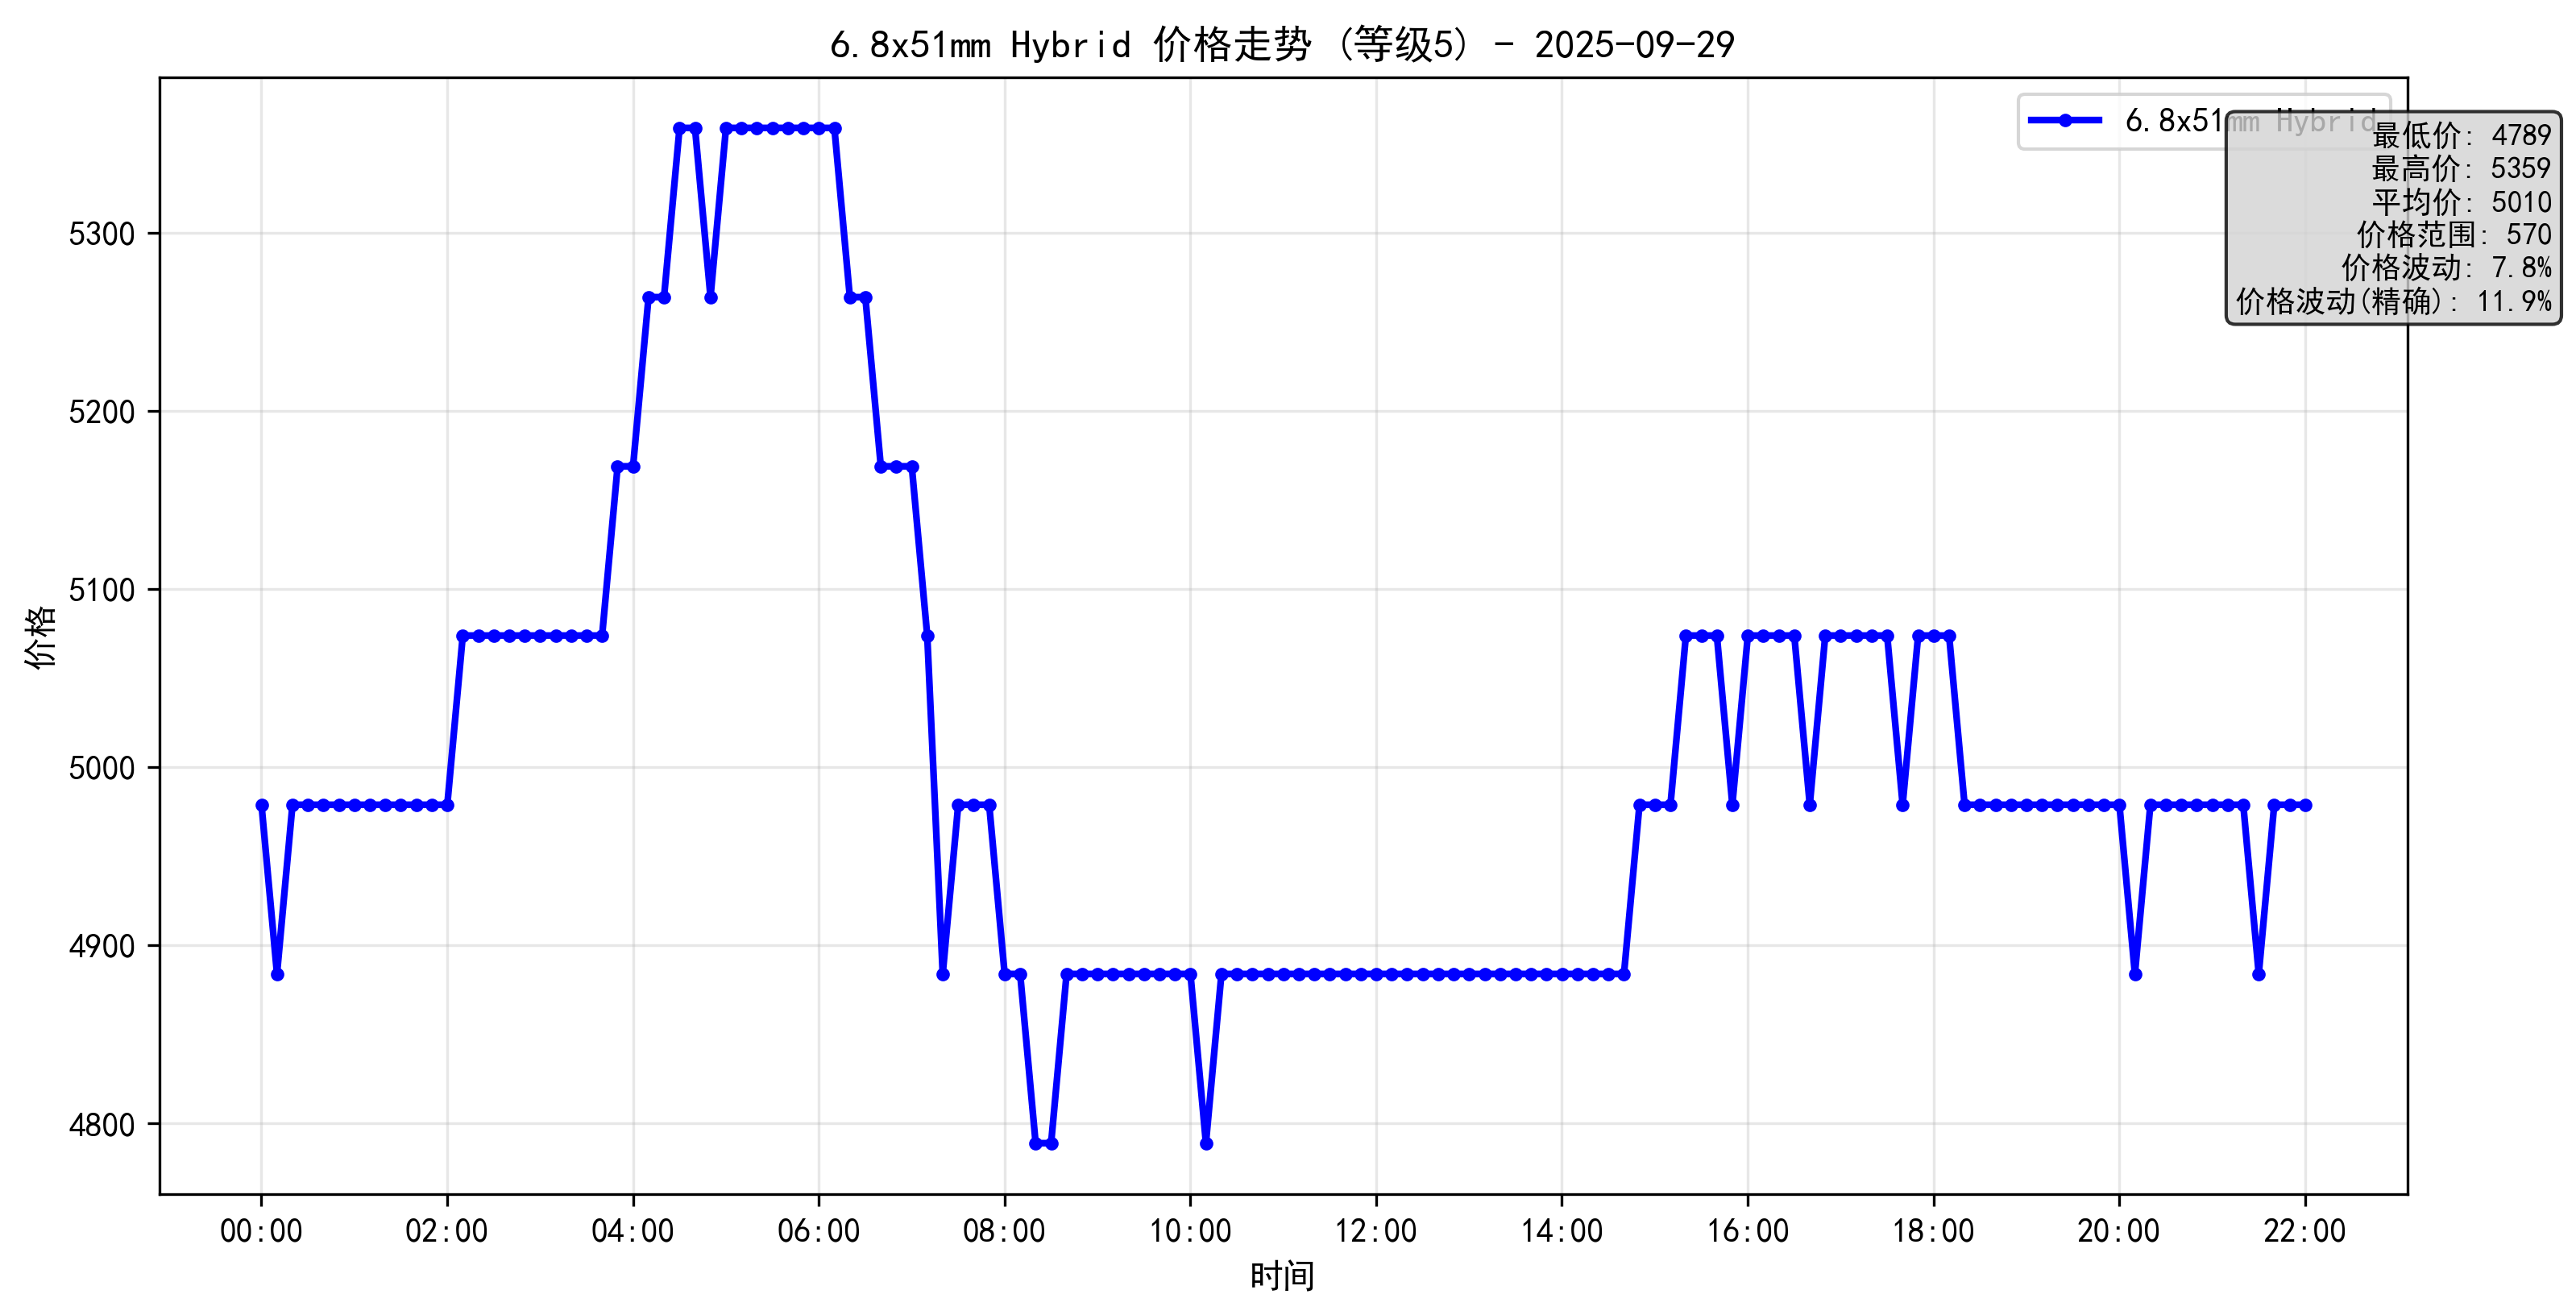 6.8x51mm Hybrid 价格走势 (等级5) - 2025-09-29
6.8x51mm Hybrid
最低价: 4789
最高价: 5359
平均价: 5010
价格范围: 570
价格波动: 7.8%
价格波动(精确): 11.9%
5300
5200
5100
5000
4900
4800
价格
00:00 02:00 04:00 06:00 08:00 10:00 12:00 14:00 16:00 18:00 20:00 22:00
时间